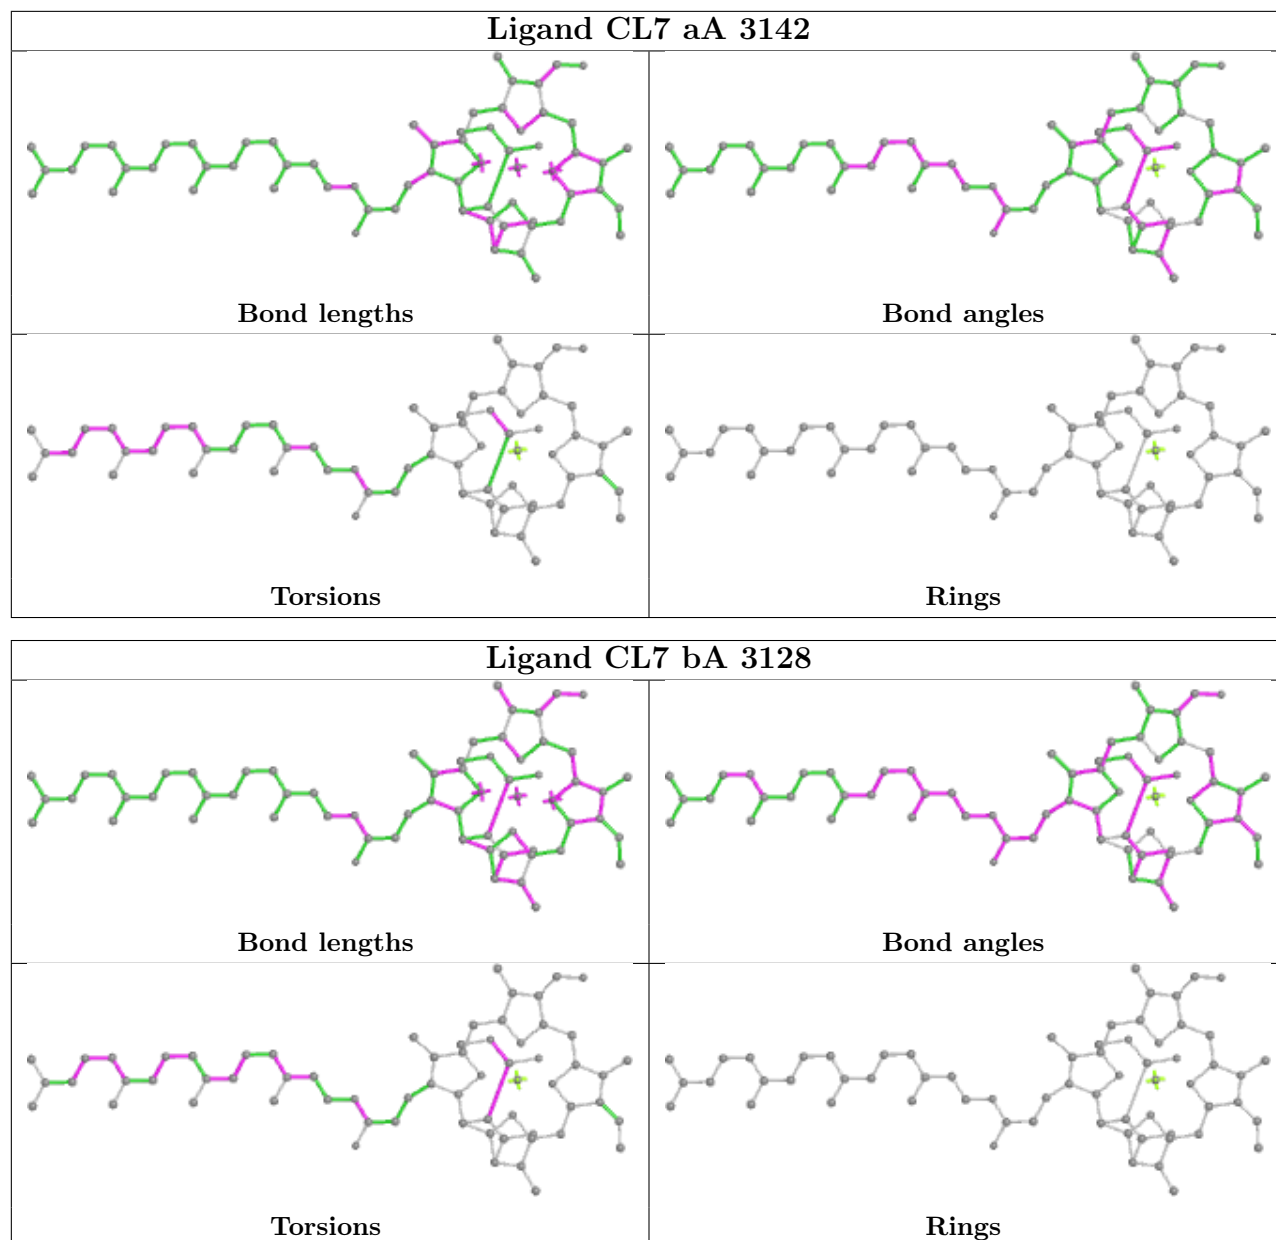 Ligand CL7 aA 3142
Bond lengths
Bond angles
Torsions
Rings
Ligand CL7 bA 3128
Bond lengths
Bond angles
Torsions
Rings